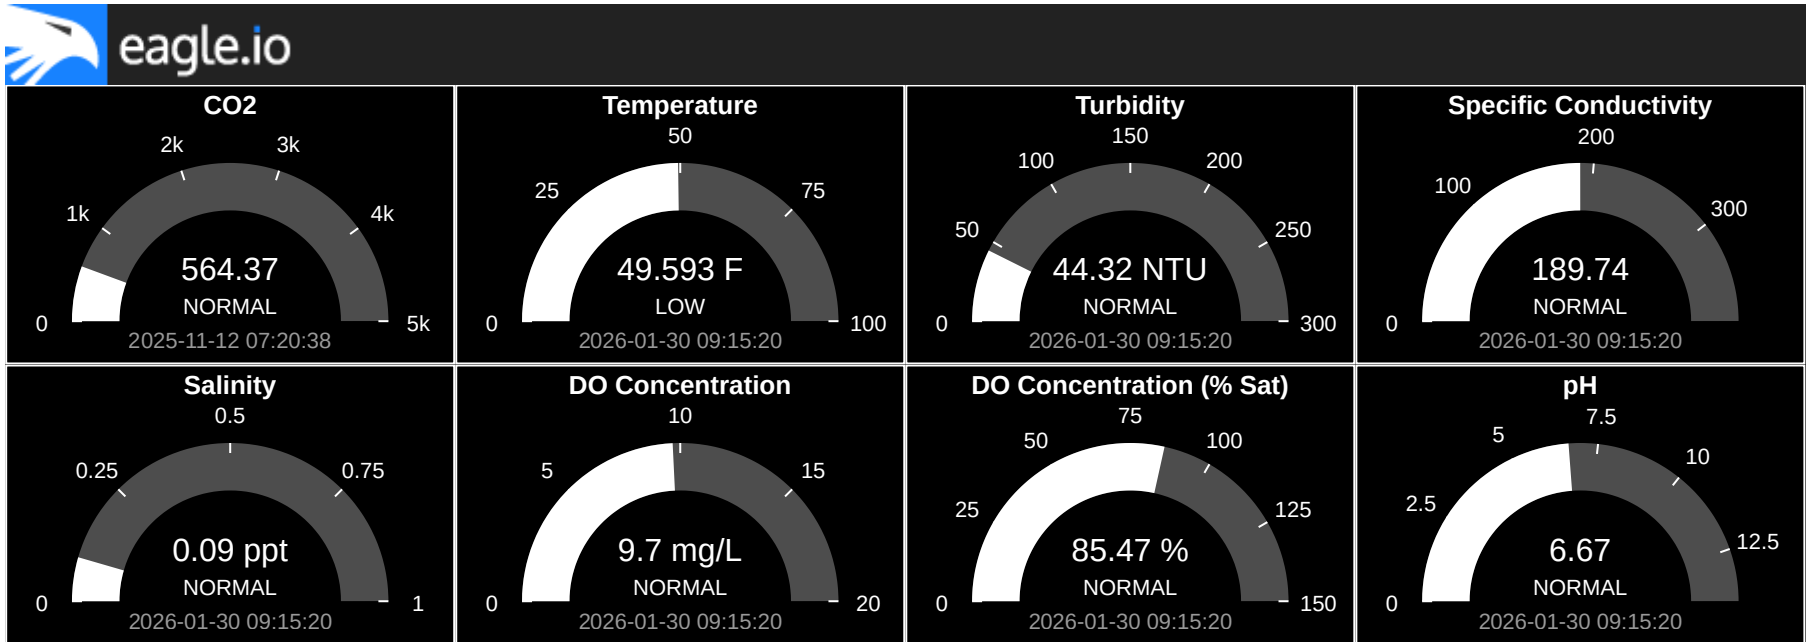 eagle.io
CO2
0
1k
2k
3k
4k
5k
564.37
NORMAL
2025-11-12 07:20:38
Temperature
0
25
50
75
100
49.593 F
LOW
2026-01-30 09:15:20
Turbidity
0
50
100
150
200
250
300
44.32 NTU
NORMAL
2026-01-30 09:15:20
Specific Conductivity
0
100
200
300
189.74
NORMAL
2026-01-30 09:15:20
Salinity
0
0.25
0.5
0.75
1
0.09 ppt
NORMAL
2026-01-30 09:15:20
DO Concentration
0
5
10
15
20
9.7 mg/L
NORMAL
2026-01-30 09:15:20
DO Concentration (% Sat)
0
25
50
75
100
125
150
85.47 %
NORMAL
2026-01-30 09:15:20
pH
0
2.5
5
7.5
10
12.5
6.67
NORMAL
2026-01-30 09:15:20